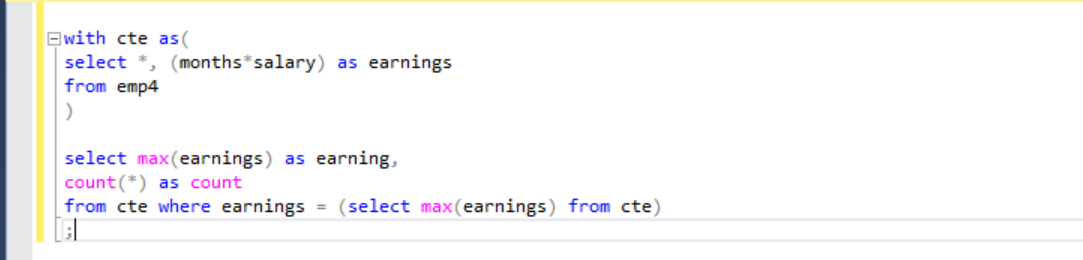 with cte as(
select *, (months*salary) as earnings
from emp4
)
select max(earnings) as earning,
count(*) as count
from cte where earnings = (select max(earnings) from cte)
;